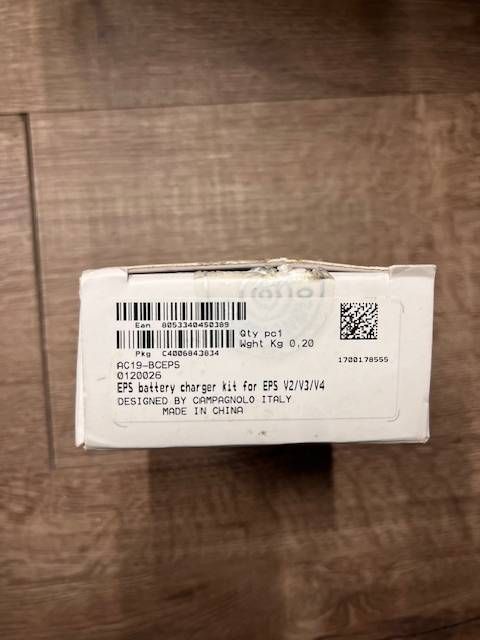 Ean 8053340450389
Qty pc1
Pkg C4006843834
Wght Kg 0.20
1700178555
AC19-BCEPS
0120026
EPS battery charger kit for EPS V2/V3/V4
DESIGNED BY CAMPAGNOLO ITALY
MADE IN CHINA